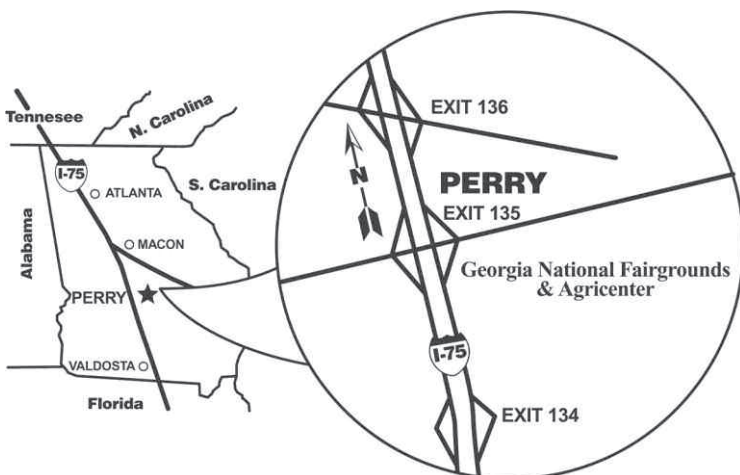 Tennessee
N. Carolina
I-75
ATLANTA
S. Carolina
Alabama
MACON
PERRY
VALDOSTA
Florida
EXIT 136
N
PERRY
EXIT 135
Georgia National Fairgrounds
& Agricenter
I-75
EXIT 134